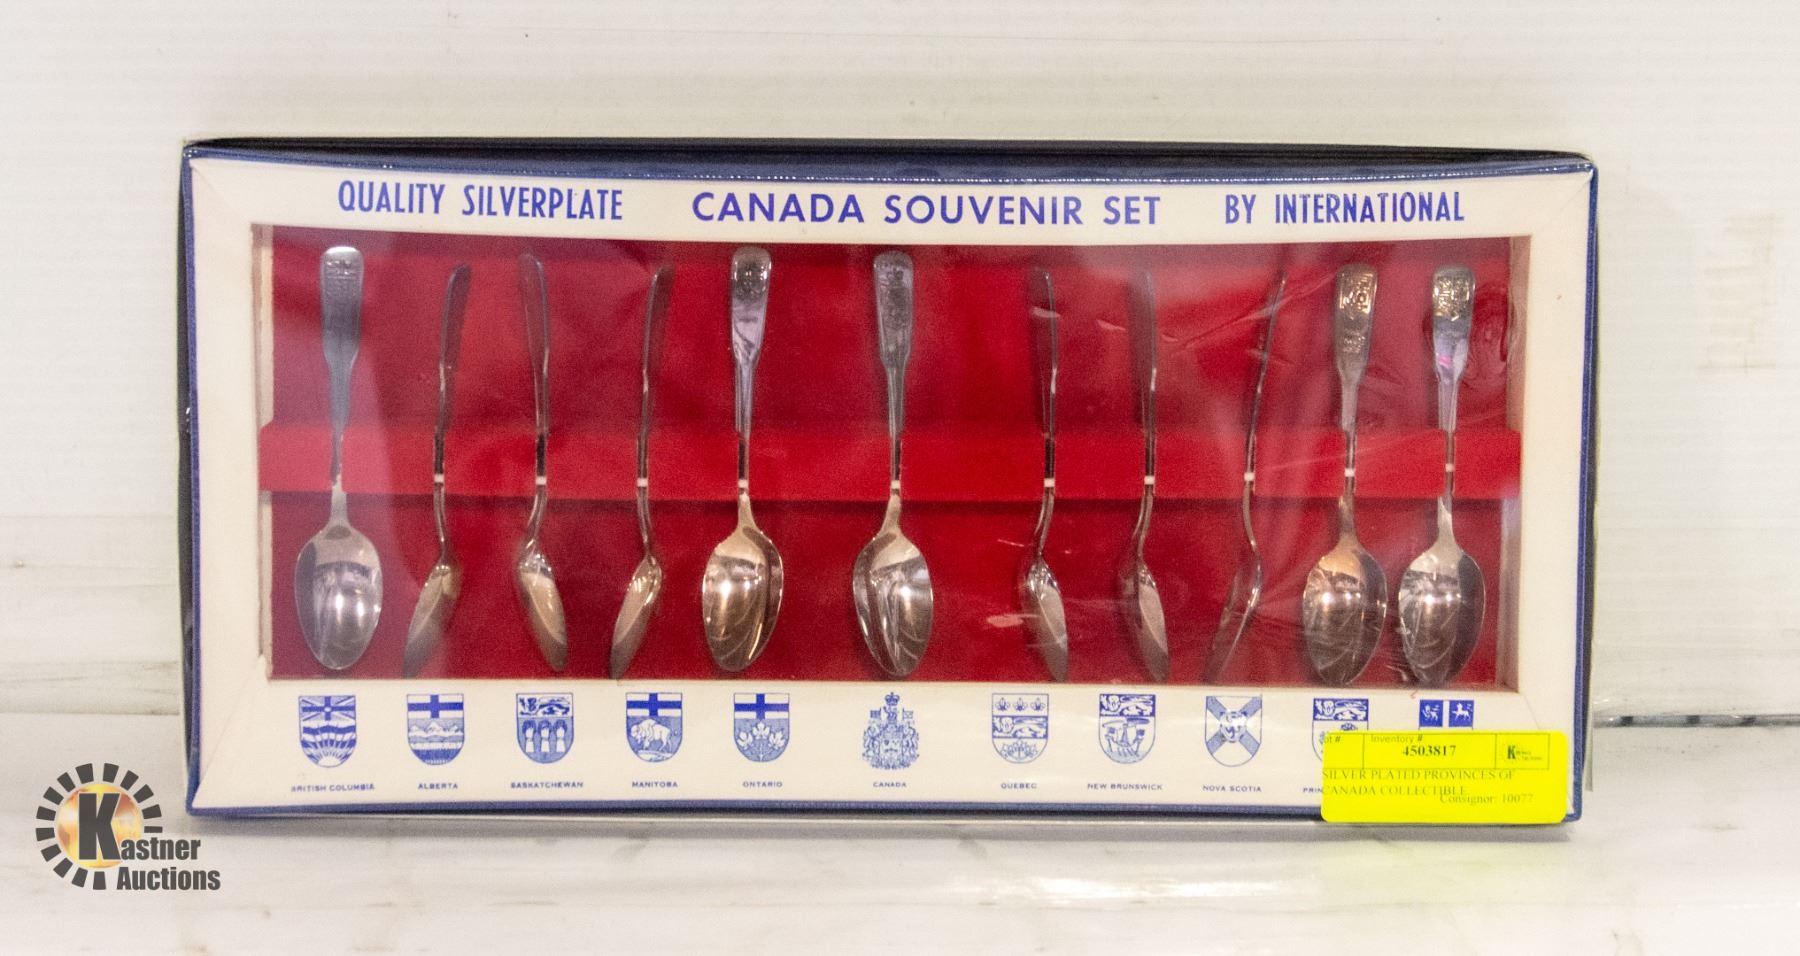 QUALITY SILVERPLATE CANADA SOUVENIR SET BY INTERNATIONAL
BRITISH COLUMBIA ALBERTA SASKATCHEWAN MANITOBA ONTARIO CANADA QUEBEC NEW BRUNSWICK NOVA SCOTIA
Inventory #
4503817
SILVER PLATED PROVINCES OF
CANADA COLLECTIBLE
Consignor: 10077
Kastner
Auctions